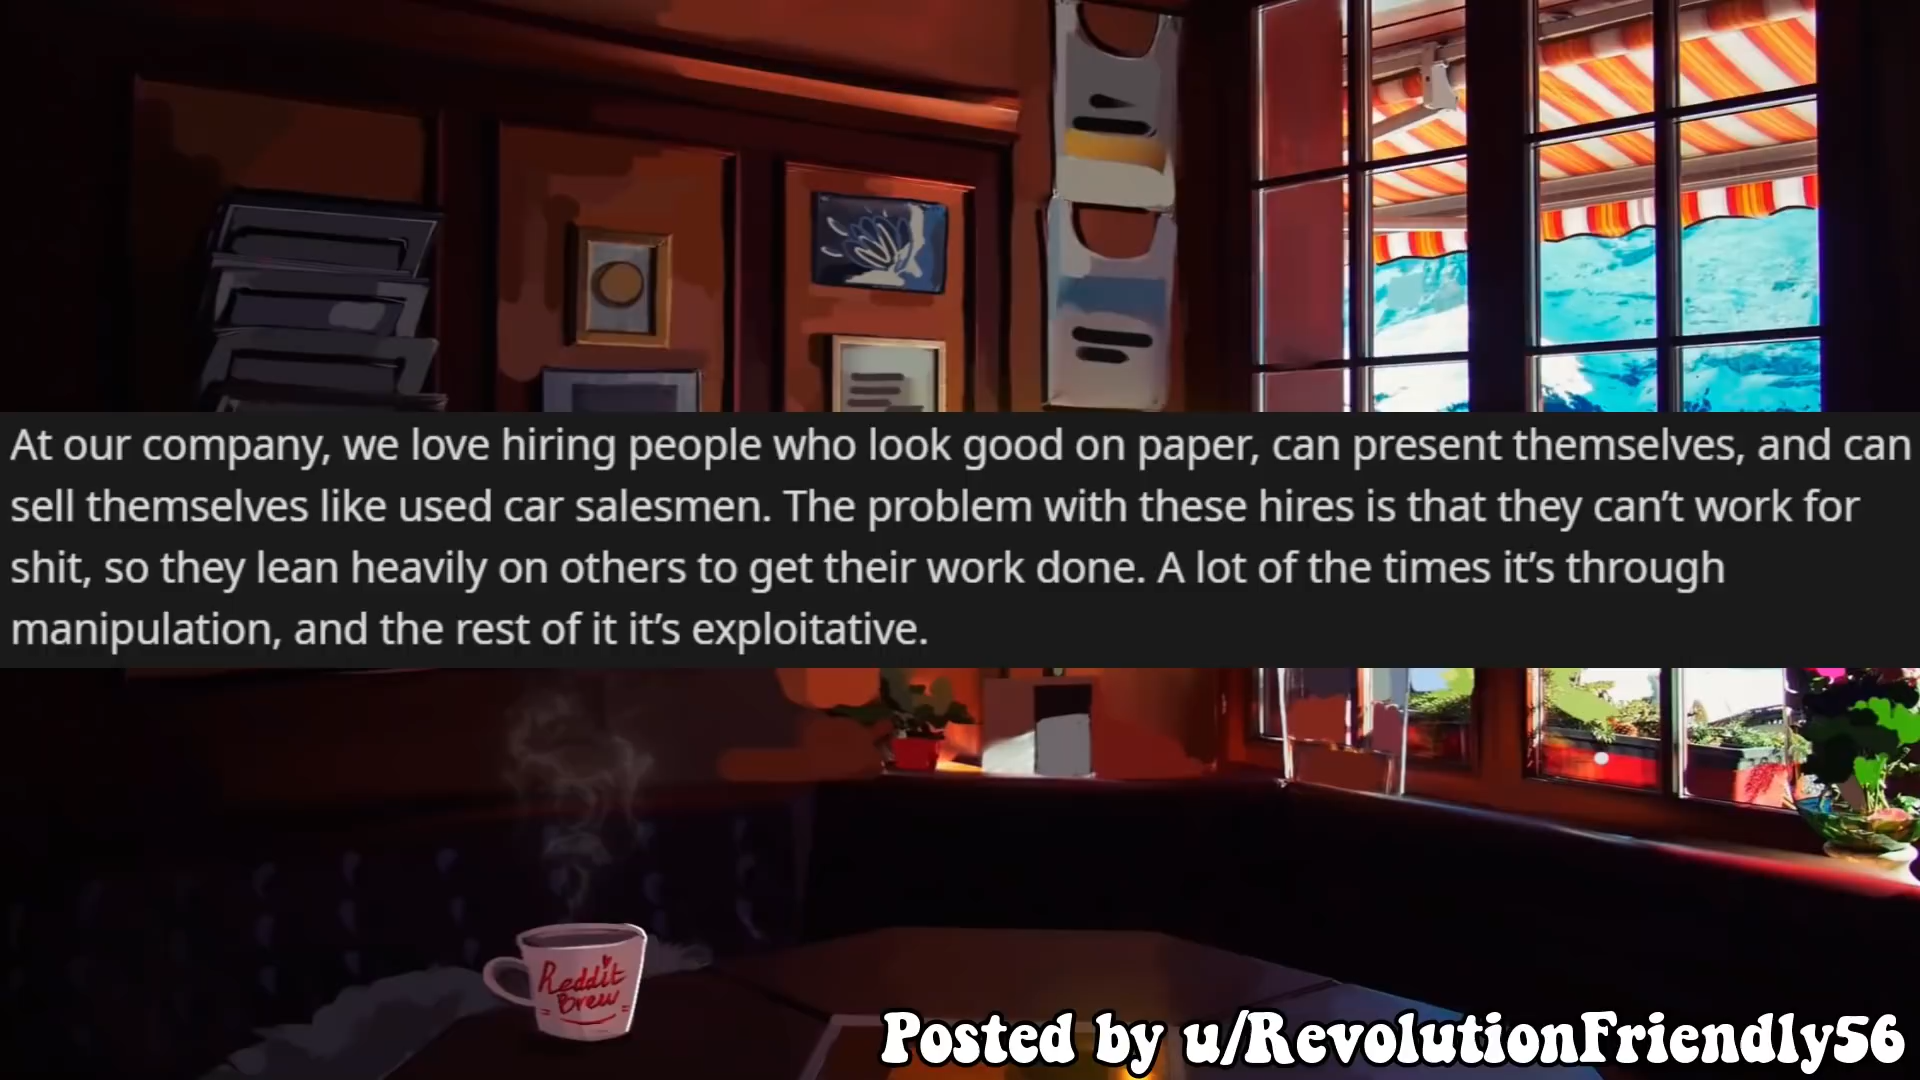 At our company, we love hiring people who look good on paper, can present themselves, and can
sell themselves like used car salesmen. The problem with these hires is that they can’t work for
shit, so they lean heavily on others to get their work done. A lot of the times it’s through
manipulation, and the rest of it it’s exploitative.
Reddit
Brew
Posted by u/RevolutionFriendly56